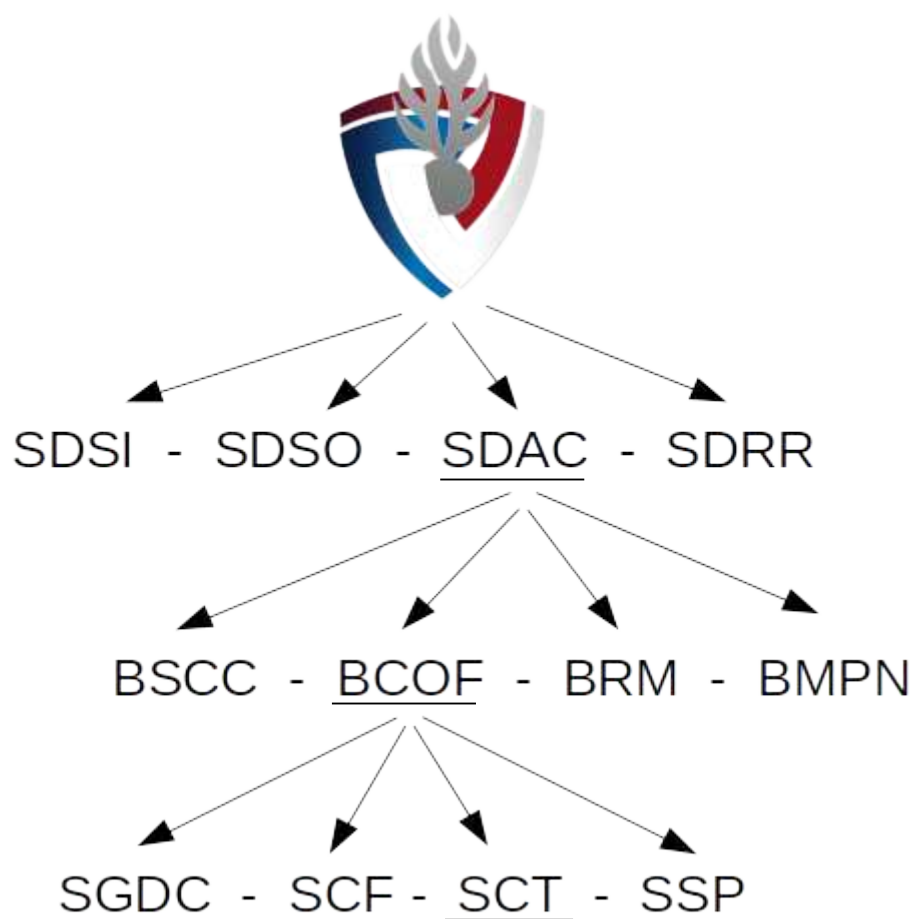 SDSI - SDSO - SDAC - SDRR
BSCC - BCOF - BRM - BMPN
SGDC - SCF - SCT - SSP